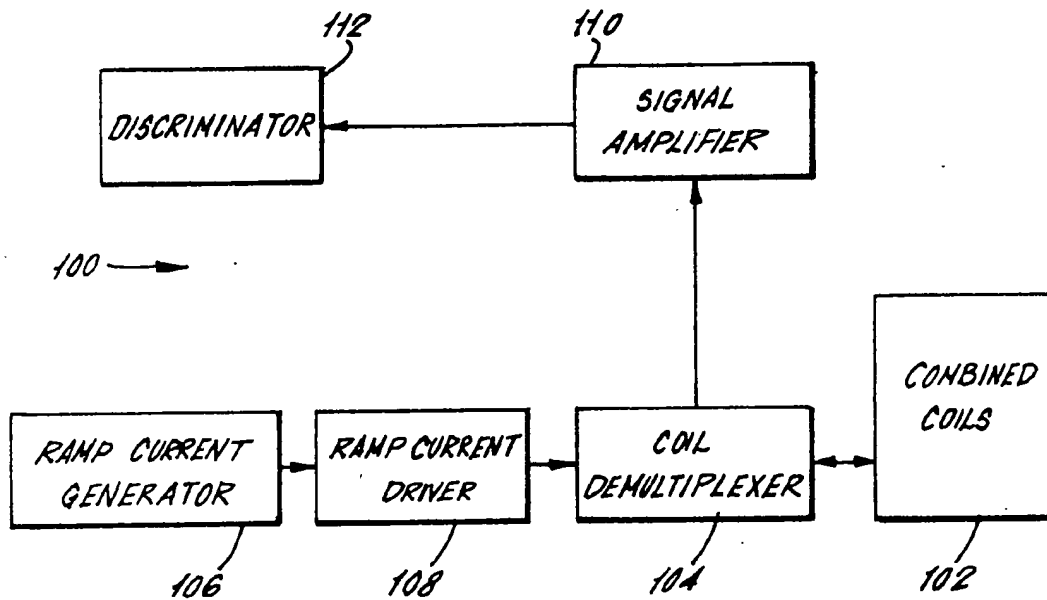 112
110
DISCRIMINATOR
SIGNAL
AMPLIFIER
100
COMBINED
COILS
RAMP CURRENT
GENERATOR
RAMP CURRENT
DRIVER
COIL
DEMULTIPLEXER
106
108
104
102